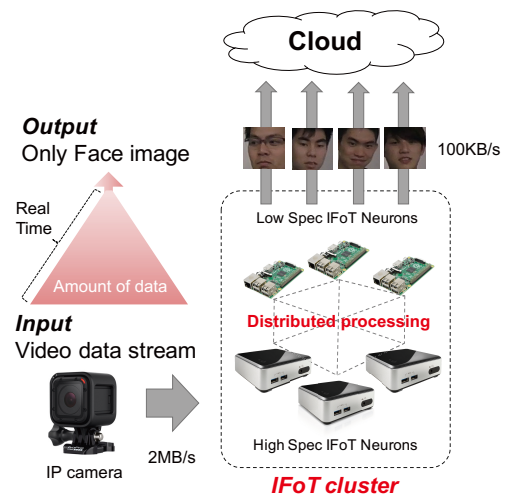 Cloud
Output
Only Face image
100KB/s
Real
Time
Low Spec IFoT Neurons
Amount of data
Distributed processing
Input
Video data stream
2MB/s
IP camera
High Spec IFoT Neurons
IFoT cluster